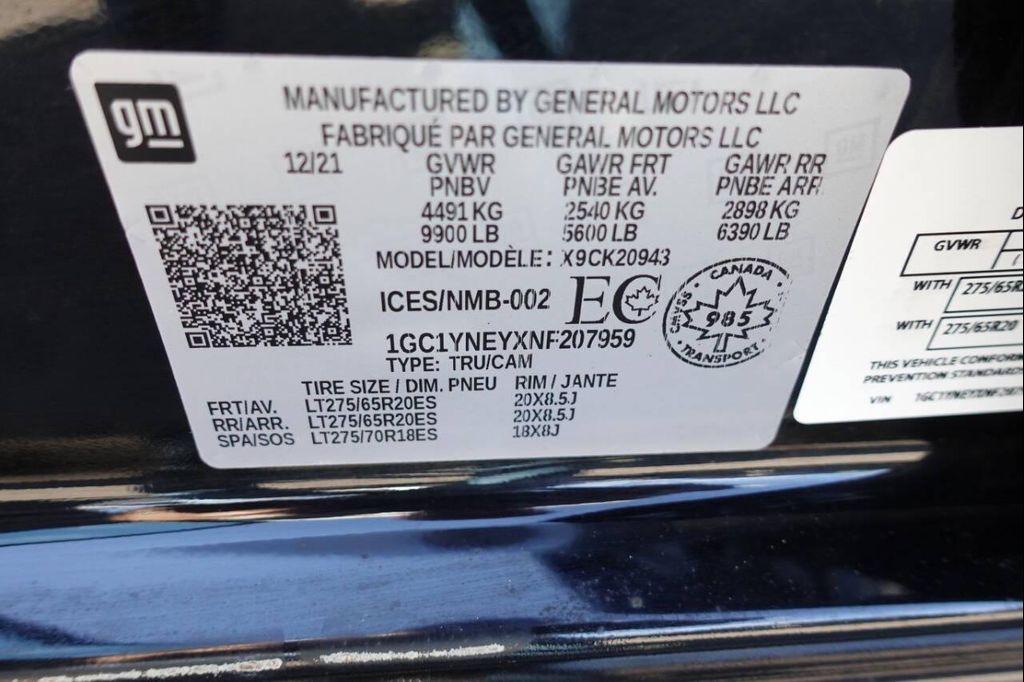 gm
MANUFACTURED BY GENERAL MOTORS LLC
FABRIQUÉ PAR GENERAL MOTORS LLC
12/21 GVWR GAWR FRT GAWR RR
PNBV PNBE AV. PNBE ARR.
4491 KG 2540 KG 2898 KG
9900 LB 5600 LB 6390 LB
MODEL/MODÈLE: X9CK20943
ICES/NMB-002 EC
CANADA
CMVSS 985
TRANSPORT
1GC1YNEYXNF207959
TYPE: TRU/CAM
TIRE SIZE / DIM. PNEU RIM / JANTE
FRT/AV. LT275/65R20ES 20X8.5J
RR/ARR. LT275/65R20ES 20X8.5J
SPA/SOS LT275/70R18ES 18X8J
GVWR
WITH 275/65R
WITH 275/65R20
THIS VEHICLE CONFORM
PREVENTION STANDARDS
VIN 1GC1YNEYXNF207